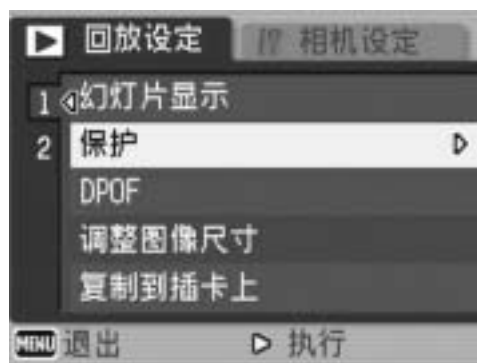 回放设定 相机设定
1 幻灯片显示
2 保护
DPOF
调整图像尺寸
复制到插卡上
MENU 退出 执行